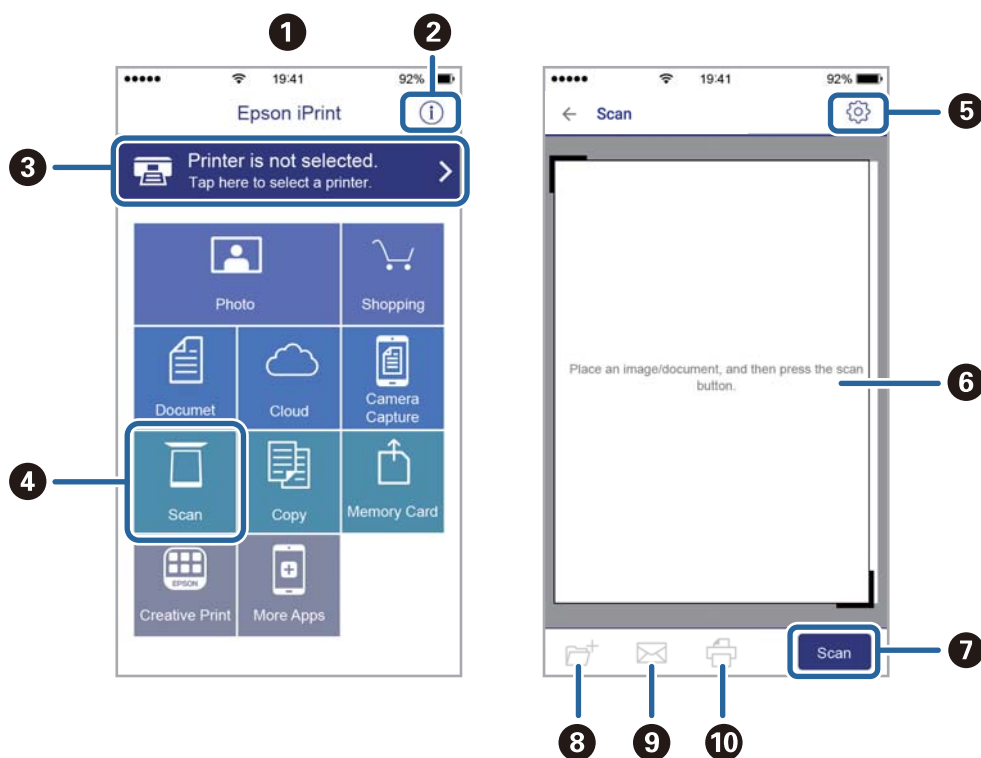 1
2
19:41
92%
Epson iPrint
i
3
Printer is not selected.
Tap here to select a printer.
Photo
Shopping
Documet
Cloud
Camera
Capture
4
Scan
Copy
Memory Card
EPSON
Creative Print
More Apps
19:41
92%
Scan
5
Place an image/document, and then press the scan
button.
6
Scan
7
8
9
10